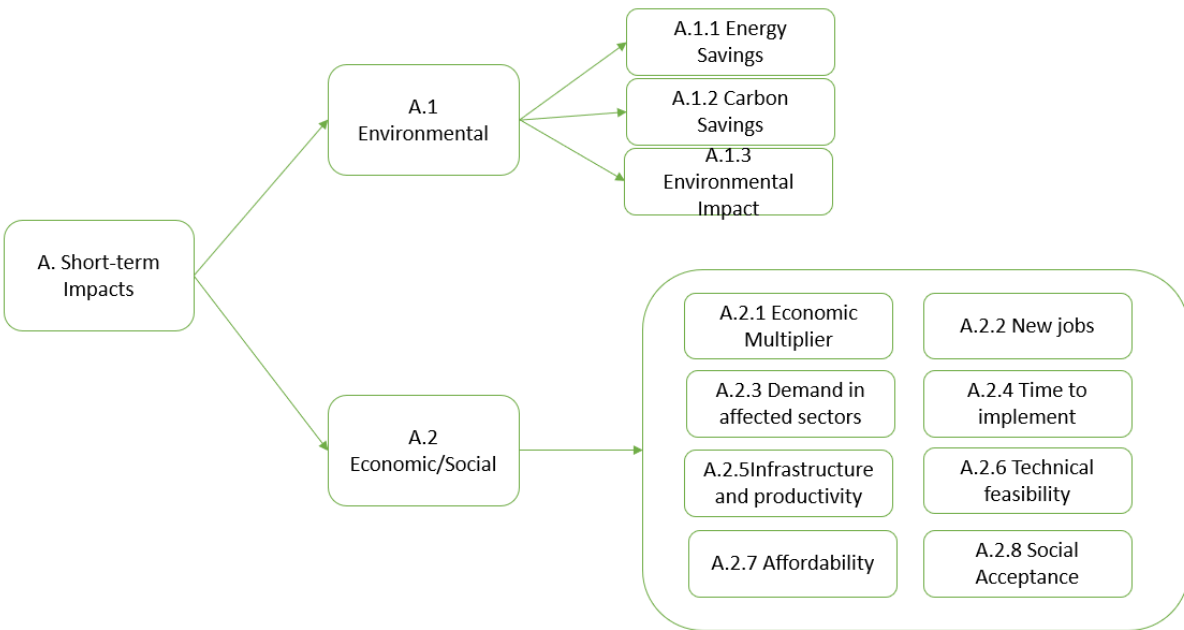 A.1.1 Energy
Savings
A.1
Environmental
A.1.2 Carbon
Savings
A.1.3
Environmental
Impact
A. Short-term
Impacts
A.2
Economic/Social
A.2.1 Economic
Multiplier
A.2.2 New jobs
A.2.3 Demand in
affected sectors
A.2.4 Time to
implement
A.2.5Infrastructure
and productivity
A.2.6 Technical
feasibility
A.2.7 Affordability
A.2.8 Social
Acceptance